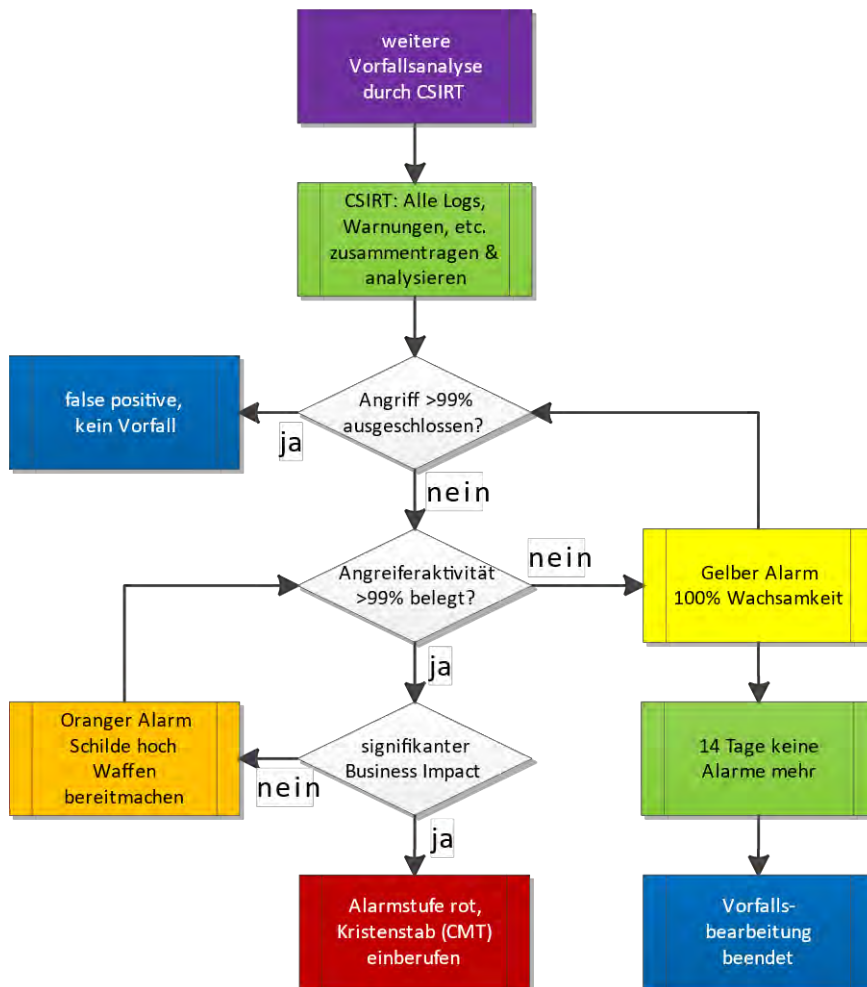 weitere
Vorfallsanalyse
durch CSIRT
CSIRT: Alle Logs,
Warnungen, etc.
zusammentragen &
analysieren
false positive,
kein Vorfall
ja
Angriff >99%
ausgeschlossen?
nein
Angreiferaktivität
>99% belegt?
nein
Gelber Alarm
100% Wachsamkeit
ja
Oranger Alarm
Schilde hoch
Waffen
bereitmachen
nein
signifikanter
Business Impact
14 Tage keine
Alarme mehr
ja
Alarmstufe rot,
Kristenstab (CMT)
einberufen
Vorfalls-
bearbeitung
beendet